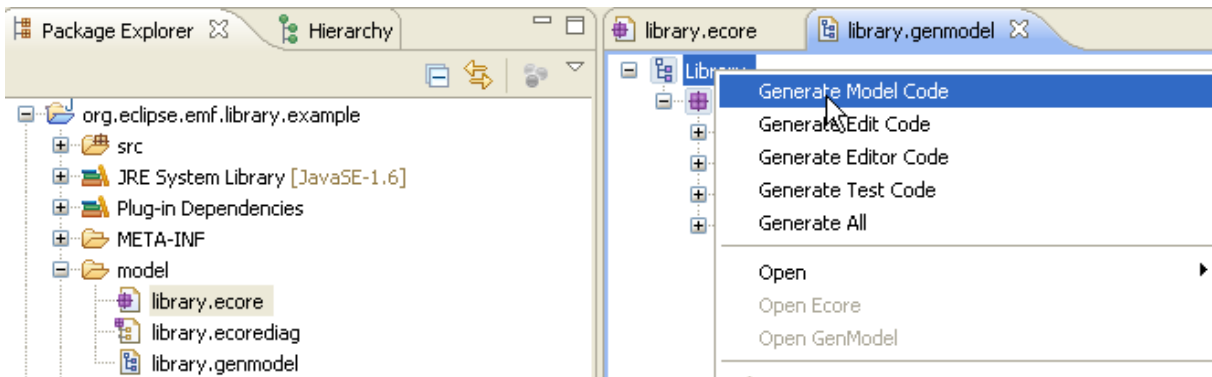 Package Explorer
Hierarchy
org.eclipse.emf.library.example
src
JRE System Library [JavaSE-1.6]
Plug-in Dependencies
META-INF
model
library.ecore
library.ecorediag
library.genmodel
library.ecore
library.genmodel
Library
Generate Model Code
Generate Edit Code
Generate Editor Code
Generate Test Code
Generate All
Open
Open Ecore
Open GenModel